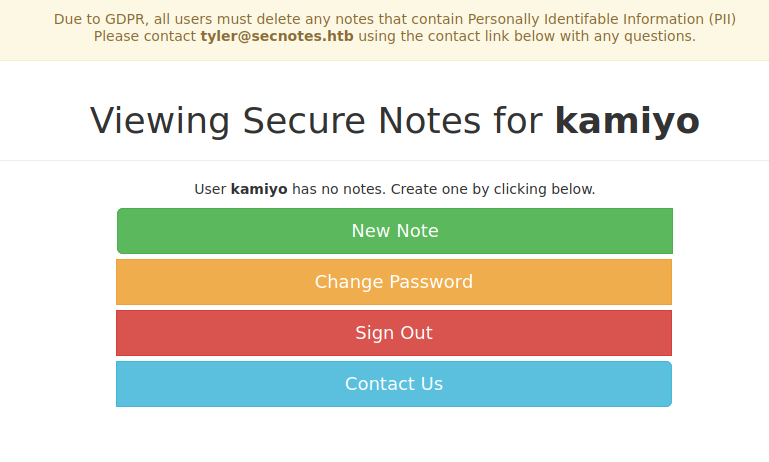 Due to GDPR, all users must delete any notes that contain Personally Identifable Information (PII)
Please contact tyler@secnotes.htb using the contact link below with any questions.
Viewing Secure Notes for kamiyo
User kamiyo has no notes. Create one by clicking below.
New Note
Change Password
Sign Out
Contact Us